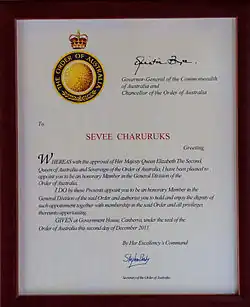 THE ORDER OF AUSTRALIA
Governor-General of the Commonwealth
of Australia and
Chancellor of the Order of Australia
To
SEVEE CHARURUKS
Greeting,
WHEREAS with the approval of Her Majesty Queen Elizabeth The Second,
Queen of Australia and Sovereign of the Order of Australia, I have been pleased to
appoint you to be an honorary Member in the General Division of the
Order of Australia.
I DO by these Presents appoint you to be an honorary Member in the
General Division of the said Order and authorise you to hold and enjoy the dignity of
such appointment together with membership of the said Order and all privileges
thereunto appertaining.
GIVEN at Government House, Canberra, under the seal of the
Order of Australia this second day of December 2011.
By Her Excellency's Command
Secretary of the Order of Australia